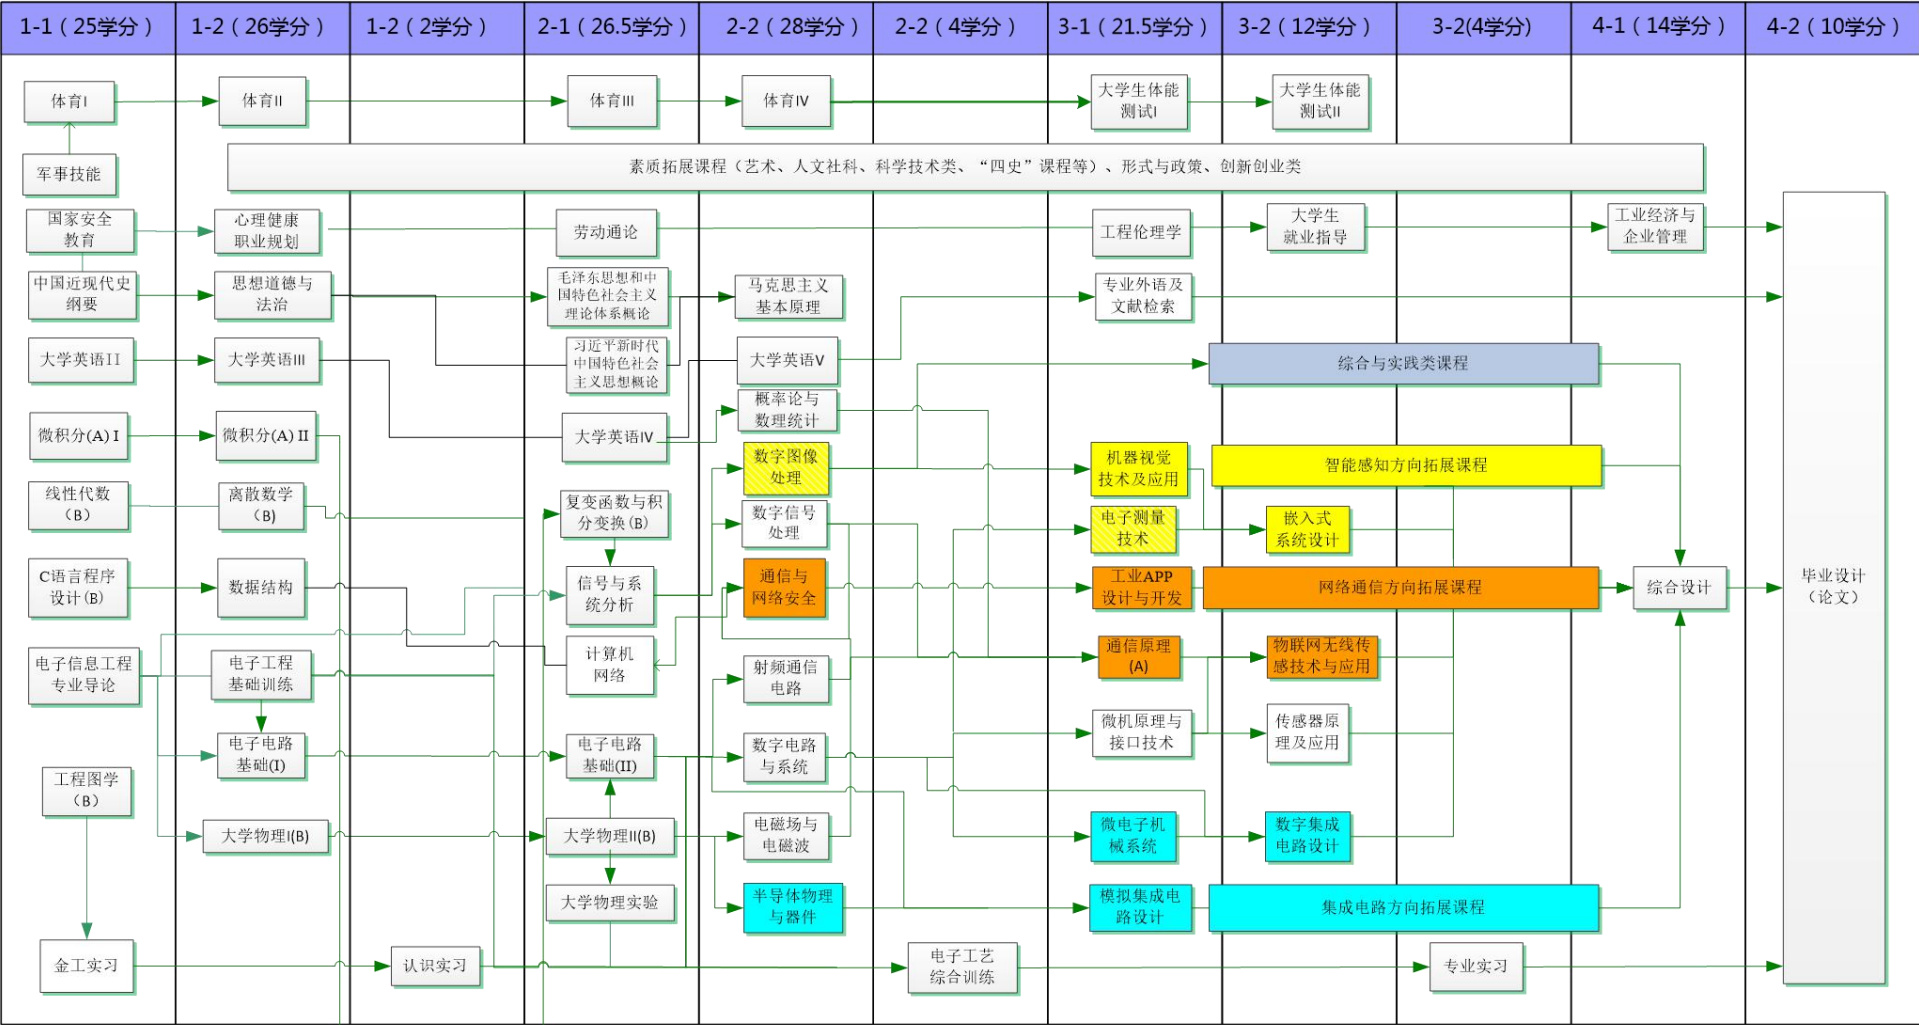 1-1（25学分）
1-2（26学分）
1-2（2学分）
2-1（26.5学分）
2-2（28学分）
2-2（4学分）
3-1（21.5学分）
3-2（12学分）
3-2(4学分)
4-1（14学分）
4-2（10学分）
体育I
体育II
体育III
体育IV
大学生体能
测试I
大学生体能
测试II
军事技能
素质拓展课程（艺术、人文社科、科学技术类、“四史”课程等）、形式与政策、创新创业类
国家安全
教育
心理健康
职业规划
劳动通论
工程伦理学
大学生
就业指导
工业经济与
企业管理
中国近现代史
纲要
思想道德与
法治
毛泽东思想和中
国特色社会主义
理论体系概论
马克思主义
基本原理
专业外语及
文献检索
大学英语II
大学英语III
习近平新时代
中国特色社会
主义思想概论
大学英语V
综合与实践类课程
微积分(A) I
微积分(A) II
大学英语IV
概率论与
数理统计
数字图像
处理
机器视觉
技术及应用
智能感知方向拓展课程
线性代数
（B）
离散数学
（B)
复变函数与积
分变换(B)
数字信号
处理
电子测量
技术
嵌入式
系统设计
C语言程序
设计(B)
数据结构
信号与系
统分析
通信与
网络安全
工业APP
设计与开发
网络通信方向拓展课程
综合设计
毕业设计
（论文）
电子信息工程
专业导论
电子工程
基础训练
计算机
网络
射频通信
电路
通信原理
(A)
物联网无线传
感技术与应用
电子电路
基础(I)
电子电路
基础(II)
数字电路
与系统
微机原理与
接口技术
传感器原
理及应用
工程图学
（B）
大学物理I(B)
大学物理II(B)
电磁场与
电磁波
微电子机
械系统
数字集成
电路设计
大学物理实验
半导体物理
与器件
模拟集成电
路设计
集成电路方向拓展课程
金工实习
认识实习
电子工艺
综合训练
专业实习